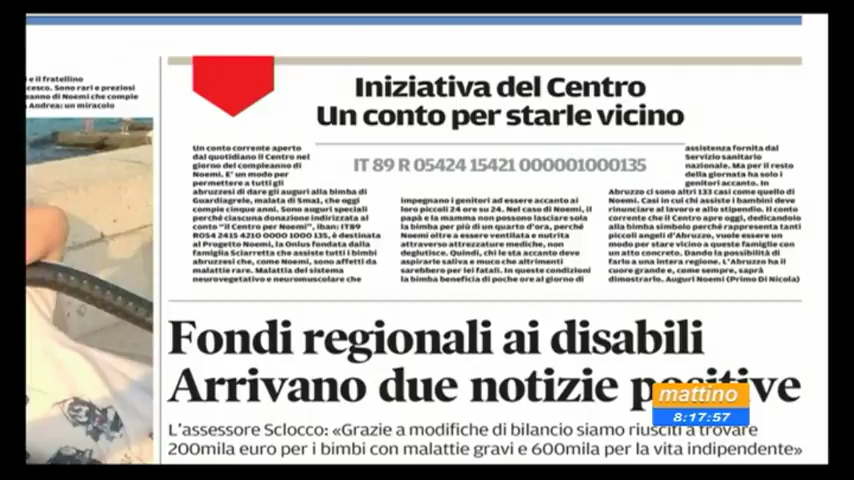 i e il fratellino
cesco. Sono rari e preziosi
anno di Noemi che compie
Andrea: un miracolo
Iniziativa del Centro
Un conto per starle vicino
IT 89 R 05424 15421 000001000135
Un conto corrente aperto
dal quotidiano il Centro nel
giorno del compleanno di
Noemi. E' un modo per
permettere a tutti gli
abruzzesi di dare gli auguri alla bimba di
Guardiagrele, malata di Sma1, che oggi
compie cinque anni. Sono auguri speciali
perché ciascuna donazione indirizzata al
conto "il Centro per Noemi", iban: IT89
R054 2415 4210 0000 1000 135, è destinata
al Progetto Noemi, la Onlus fondata dalla
famiglia Sciarretta che assiste tutti i bimbi
abruzzesi che, come Noemi, sono affetti da
malattie rare. Malattia del sistema
neurovegetativo e neuromuscolare che
impegnano i genitori ad essere accanto ai
loro piccoli 24 ore su 24. Nel caso di Noemi, il
papà e la mamma non possono lasciare sola
la bimba per più di un quarto d'ora, perché
Noemi oltre a essere ventilata e nutrita
attraverso attrezzature mediche, non
deglutisce. Quindi, chi le sta accanto deve
aspirarle saliva e muco che altrimenti
sarebbero per lei fatali. In queste condizioni
la bimba beneficia di poche ore al giorno di
assistenza fornita dal
Servizio sanitario
nazionale. Ma per il resto
della giornata ha solo i
genitori accanto. In
Abruzzo ci sono altri 133 casi come quello di
Noemi. Casi in cui chi assiste i bambini deve
rinunciare al lavoro e allo stipendio. Il conto
corrente che il Centro apre oggi, dedicandolo
alla bimba simbolo perché rappresenta tanti
piccoli angeli d'Abruzzo, vuole essere un
modo per stare vicino a queste famiglie con
un atto concreto. Dando la possibilità di
farlo a una intera regione. L'Abruzzo ha il
cuore grande e, come sempre, saprà
dimostrarlo. Auguri Noemi (Primo Di Nicola)
Fondi regionali ai disabili
Arrivano due notizie positive
L'assessore Sclocco: «Grazie a modifiche di bilancio siamo riusciti a trovare
200mila euro per i bimbi con malattie gravi e 600mila per la vita indipendente»
mattino
8:17:57